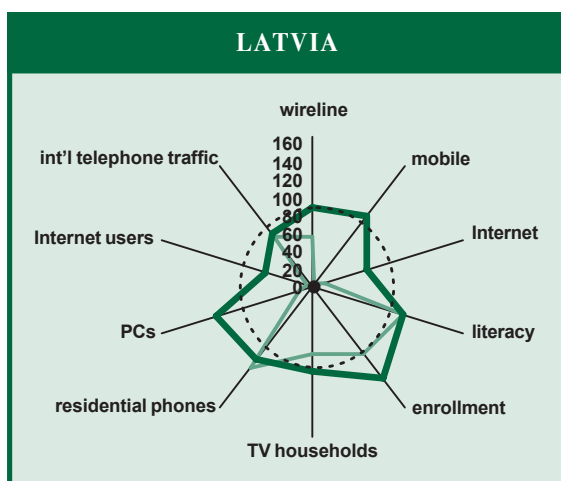 LATVIA
wireline
160
140
120
100
80
60
40
20
0
int'l telephone traffic
mobile
Internet users
Internet
PCs
literacy
residential phones
enrollment
TV households